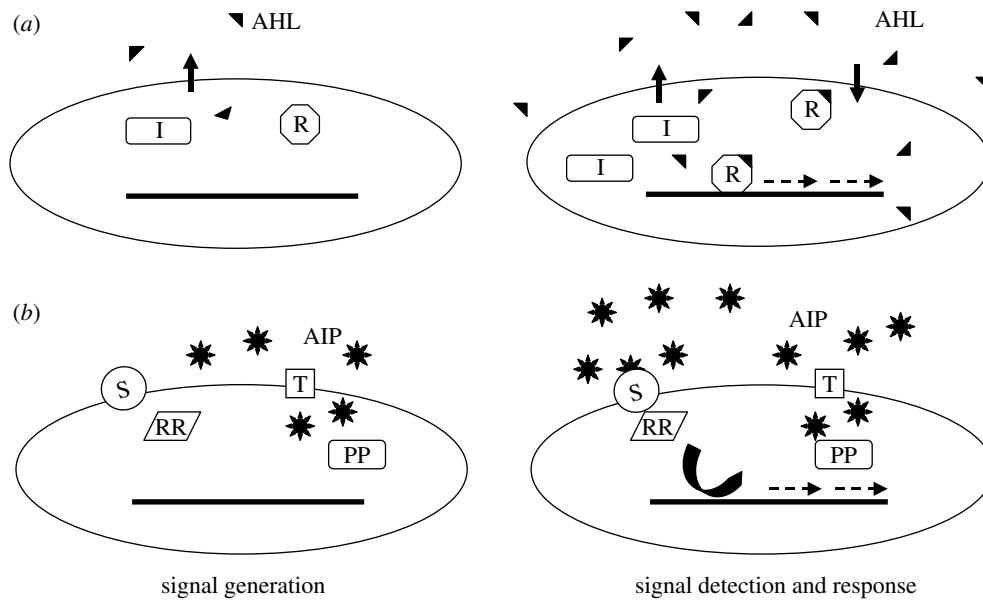 (a)
AHL
I
R
AHL
I
R
I
R
(b)
AIP
S
T
RR
PP
AIP
S
T
RR
PP
signal generation
signal detection and response